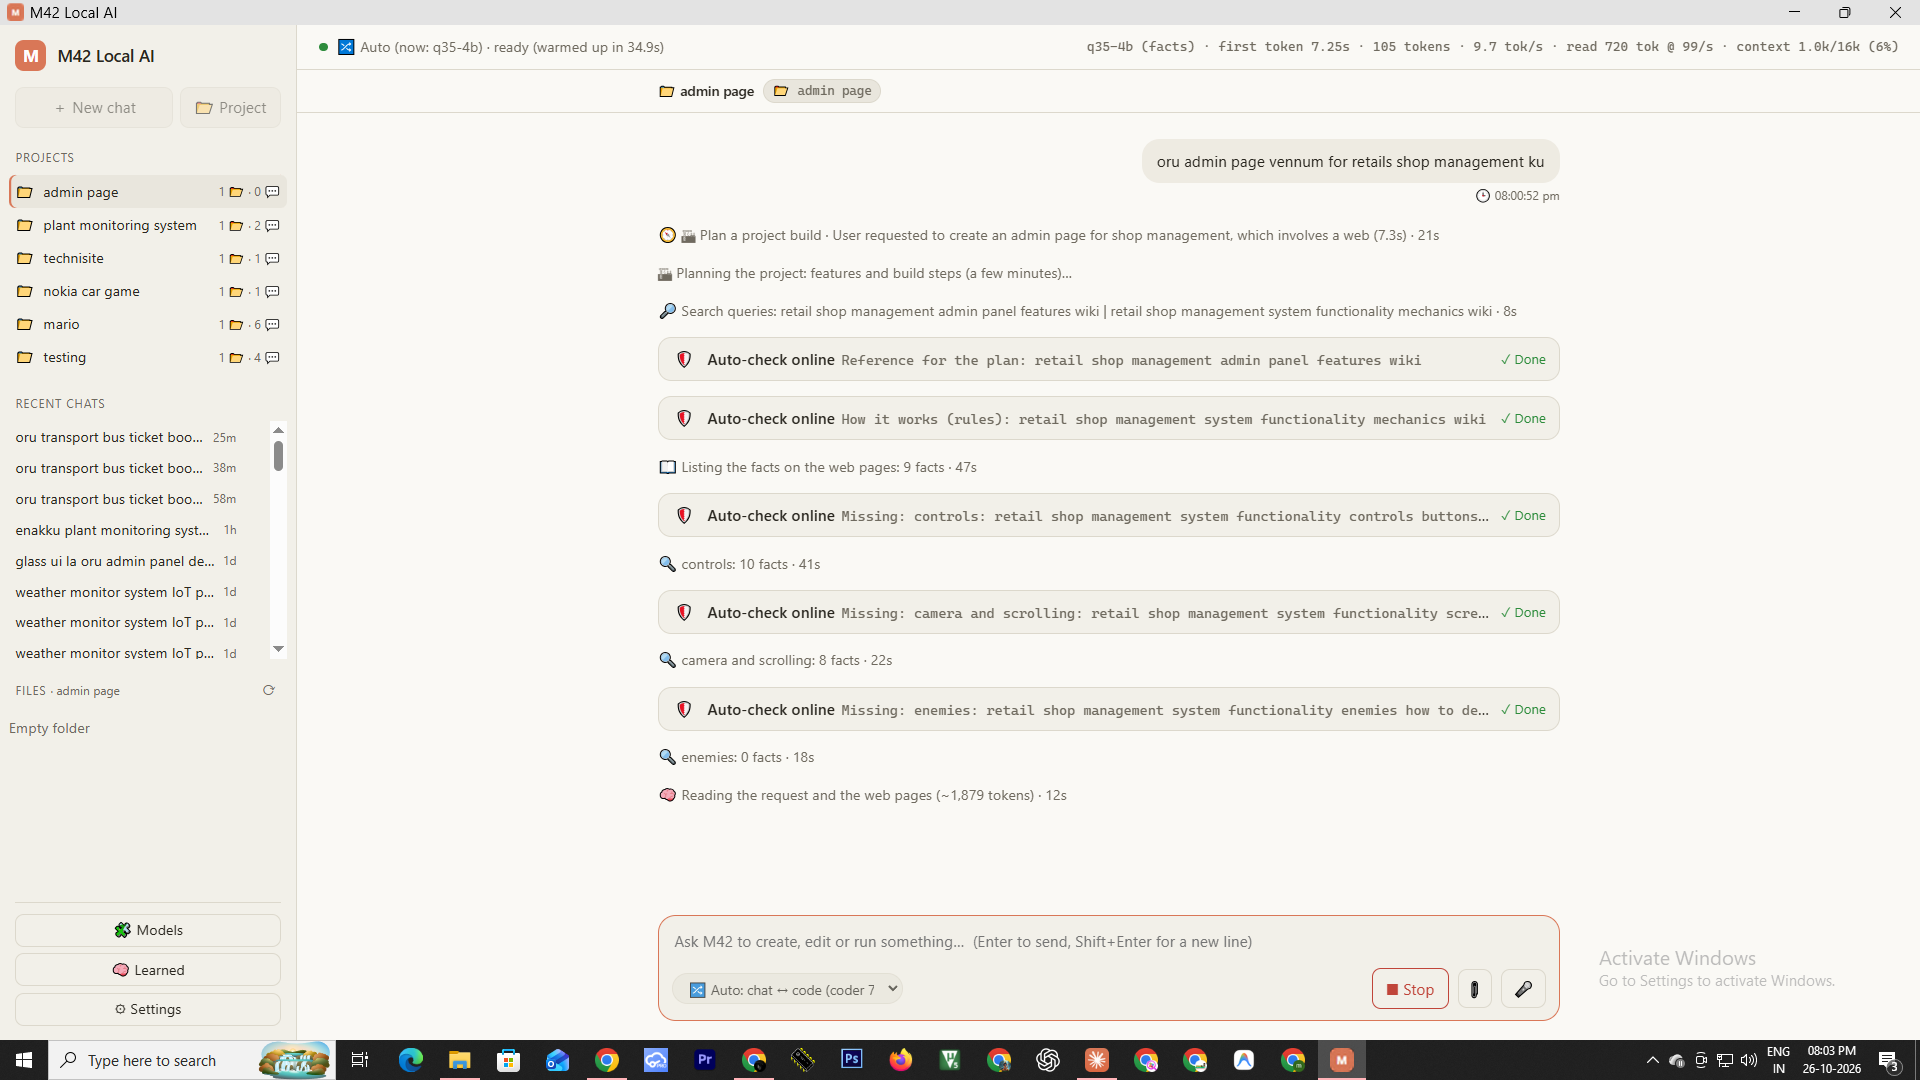 M42 Local AI
M M42 Local AI
+ New chat
Project
PROJECTS
admin page 1 · 0
plant monitoring system 1 · 2
technisite 1 · 1
nokia car game 1 · 1
mario 1 · 6
testing 1 · 4
RECENT CHATS
oru transport bus ticket boo... 25m
oru transport bus ticket boo... 38m
oru transport bus ticket boo... 58m
enakku plant monitoring syst... 1h
glass ui la oru admin panel de... 1d
weather monitor system IoT p... 1d
weather monitor system IoT p... 1d
weather monitor system IoT p... 1d
FILES · admin page
Empty folder
Models
Learned
Settings
Auto (now: q35-4b) · ready (warmed up in 34.9s)
q35-4b (facts) · first token 7.25s · 105 tokens · 9.7 tok/s · read 720 tok @ 99/s · context 1.0k/16k (6%)
admin page admin page
oru admin page vennum for retails shop management ku
08:00:52 pm
Plan a project build · User requested to create an admin page for shop management, which involves a web (7.3s) · 21s
Planning the project: features and build steps (a few minutes)...
Search queries: retail shop management admin panel features wiki | retail shop management system functionality mechanics wiki · 8s
Auto-check online Reference for the plan: retail shop management admin panel features wiki ✓ Done
Auto-check online How it works (rules): retail shop management system functionality mechanics wiki ✓ Done
Listing the facts on the web pages: 9 facts · 47s
Auto-check online Missing: controls: retail shop management system functionality controls buttons... ✓ Done
controls: 10 facts · 41s
Auto-check online Missing: camera and scrolling: retail shop management system functionality scre... ✓ Done
camera and scrolling: 8 facts · 22s
Auto-check online Missing: enemies: retail shop management system functionality enemies how to de... ✓ Done
enemies: 0 facts · 18s
Reading the request and the web pages (~1,879 tokens) · 12s
Ask M42 to create, edit or run something... (Enter to send, Shift+Enter for a new line)
Auto: chat ↔ code (coder 7
Stop
Activate Windows
Go to Settings to activate Windows.
Type here to search
Pr
Ps
M
ENG
IN
08:03 PM
26-10-2026
3